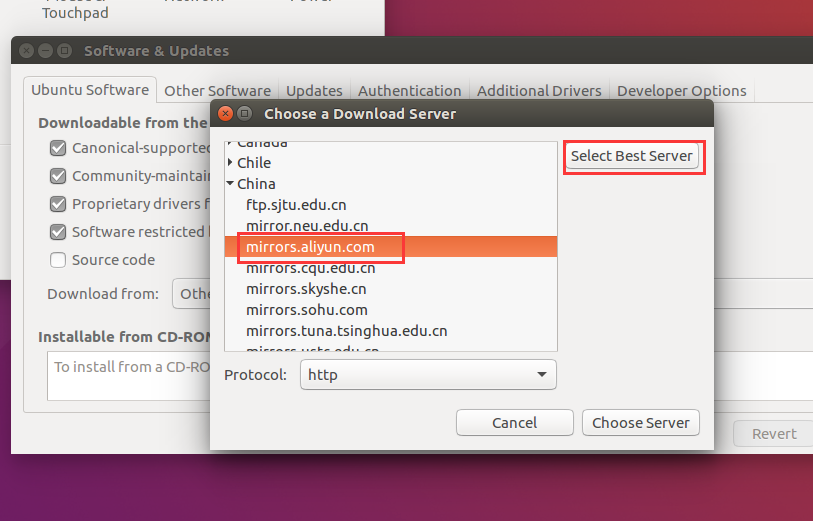 Touchpad
Software & Updates
Ubuntu Software
Other Software
Updates
Authentication
Additional Drivers
Developer Options
Downloadable from the
Choose a Download Server
Canonical-supported
Community-maintain
Proprietary drivers f
Software restricted
Source code
Download from:
Othe
Installable from CD-ROM
To install from a CD-RO
Canada
Chile
China
ftp.sjtu.edu.cn
mirror.neu.edu.cn
mirrors.aliyun.com
mirrors.cqu.edu.cn
mirrors.skyshe.cn
mirrors.sohu.com
mirrors.tuna.tsinghua.edu.cn
mirrors.ustc.edu.cn
Select Best Server
Protocol:
http
Cancel
Choose Server
Revert